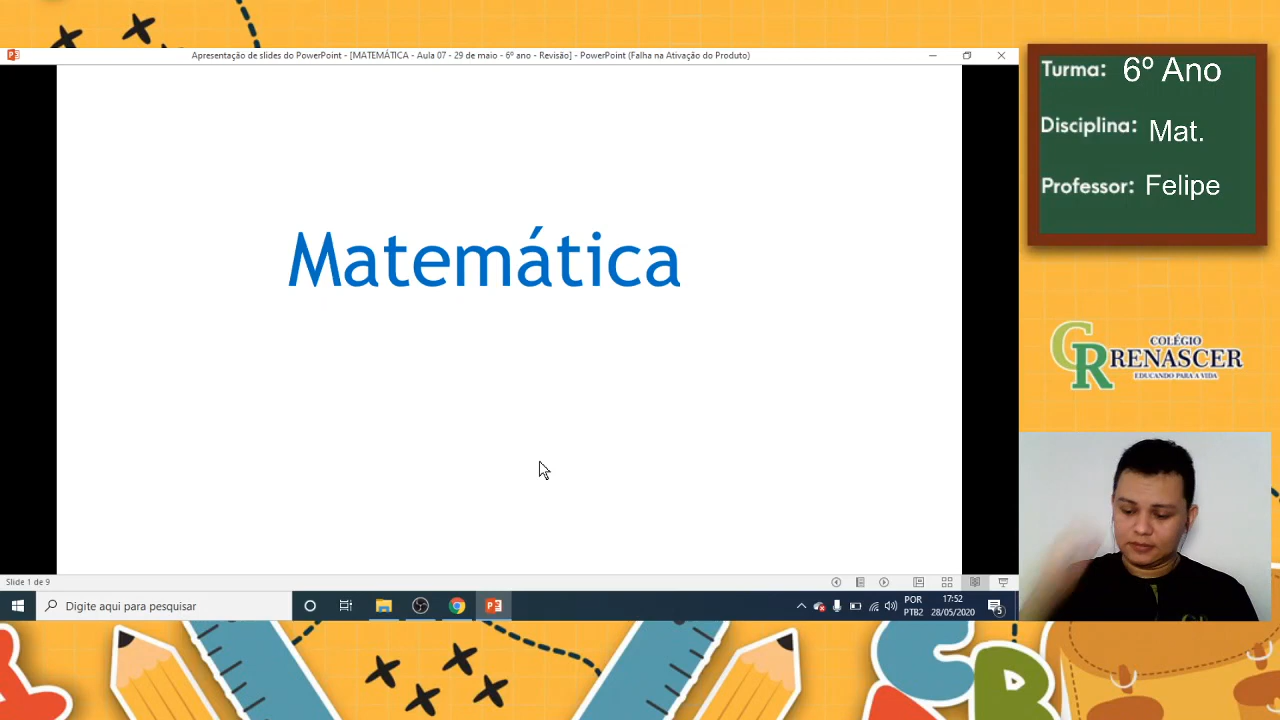 Apresentação de slides do PowerPoint - [MATEMÁTICA - Aula 07 - 29 de maio - 6º ano - Revisão] - PowerPoint (Falha na Ativação do Produto)
Matemática
Slide 1 de 9
Digite aqui para pesquisar
POR
PTB2
17:52
28/05/2020
5
Turma: 6º Ano
Disciplina: Mat.
Professor: Felipe
CR
COLÉGIO
RENASCER
EDUCANDO PARA A VIDA